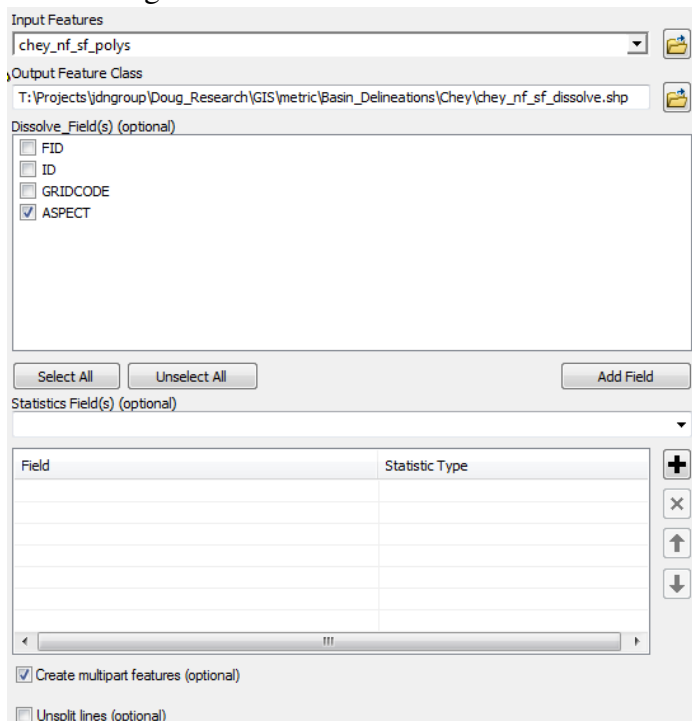 Input Features
chey_nf_sf_polys
Output Feature Class
T:\Projects\jdngroup\Doug_Research\GIS\metric\Basin_Delineations\Chey\chey_nf_sf_dissolve.shp
Dissolve_Field(s) (optional)
FID
ID
GRIDCODE
ASPECT
Select All Unselect All Add Field
Statistics Field(s) (optional)
Field Statistic Type
Create multipart features (optional)
Unsplit lines (optional)